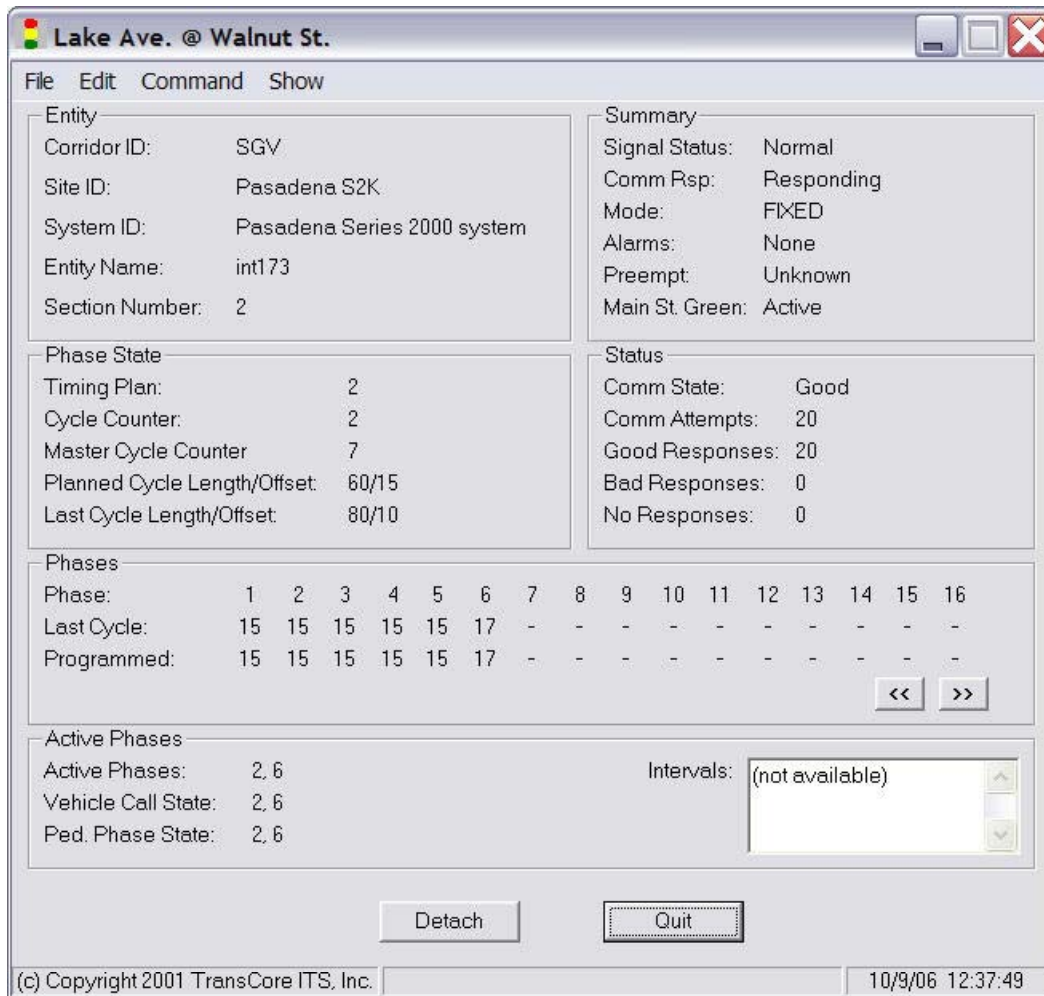 Lake Ave. @ Walnut St.
File Edit Command Show
Entity
Corridor ID: SGV
Site ID: Pasadena S2K
System ID: Pasadena Series 2000 system
Entity Name: int173
Section Number: 2
Summary
Signal Status: Normal
Comm Rsp: Responding
Mode: FIXED
Alarms: None
Preempt: Unknown
Main St. Green: Active
Phase State
Timing Plan: 2
Cycle Counter: 2
Master Cycle Counter 7
Planned Cycle Length/Offset: 60/15
Last Cycle Length/Offset: 80/10
Status
Comm State: Good
Comm Attempts: 20
Good Responses: 20
Bad Responses: 0
No Responses: 0
Phases
Phase: 1 2 3 4 5 6 7 8 9 10 11 12 13 14 15 16
Last Cycle: 15 15 15 15 15 17 - - - - - - - - - -
Programmed: 15 15 15 15 15 17 - - - - - - - - - -
<< >>
Active Phases
Active Phases: 2, 6
Vehicle Call State: 2, 6
Ped. Phase State: 2, 6
Intervals: (not available)
Detach Quit
(c) Copyright 2001 TransCore ITS, Inc. 10/9/06 12:37:49